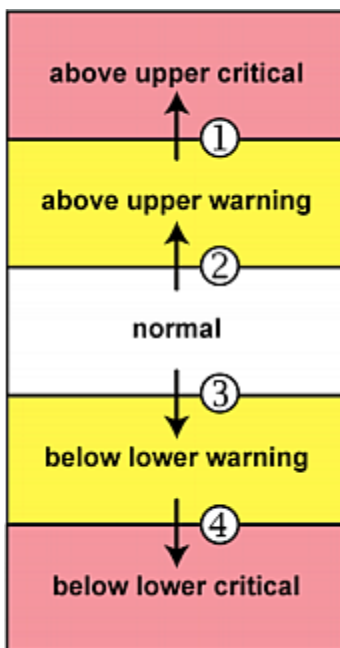 above upper critical
①
above upper warning
②
normal
③
below lower warning
④
below lower critical